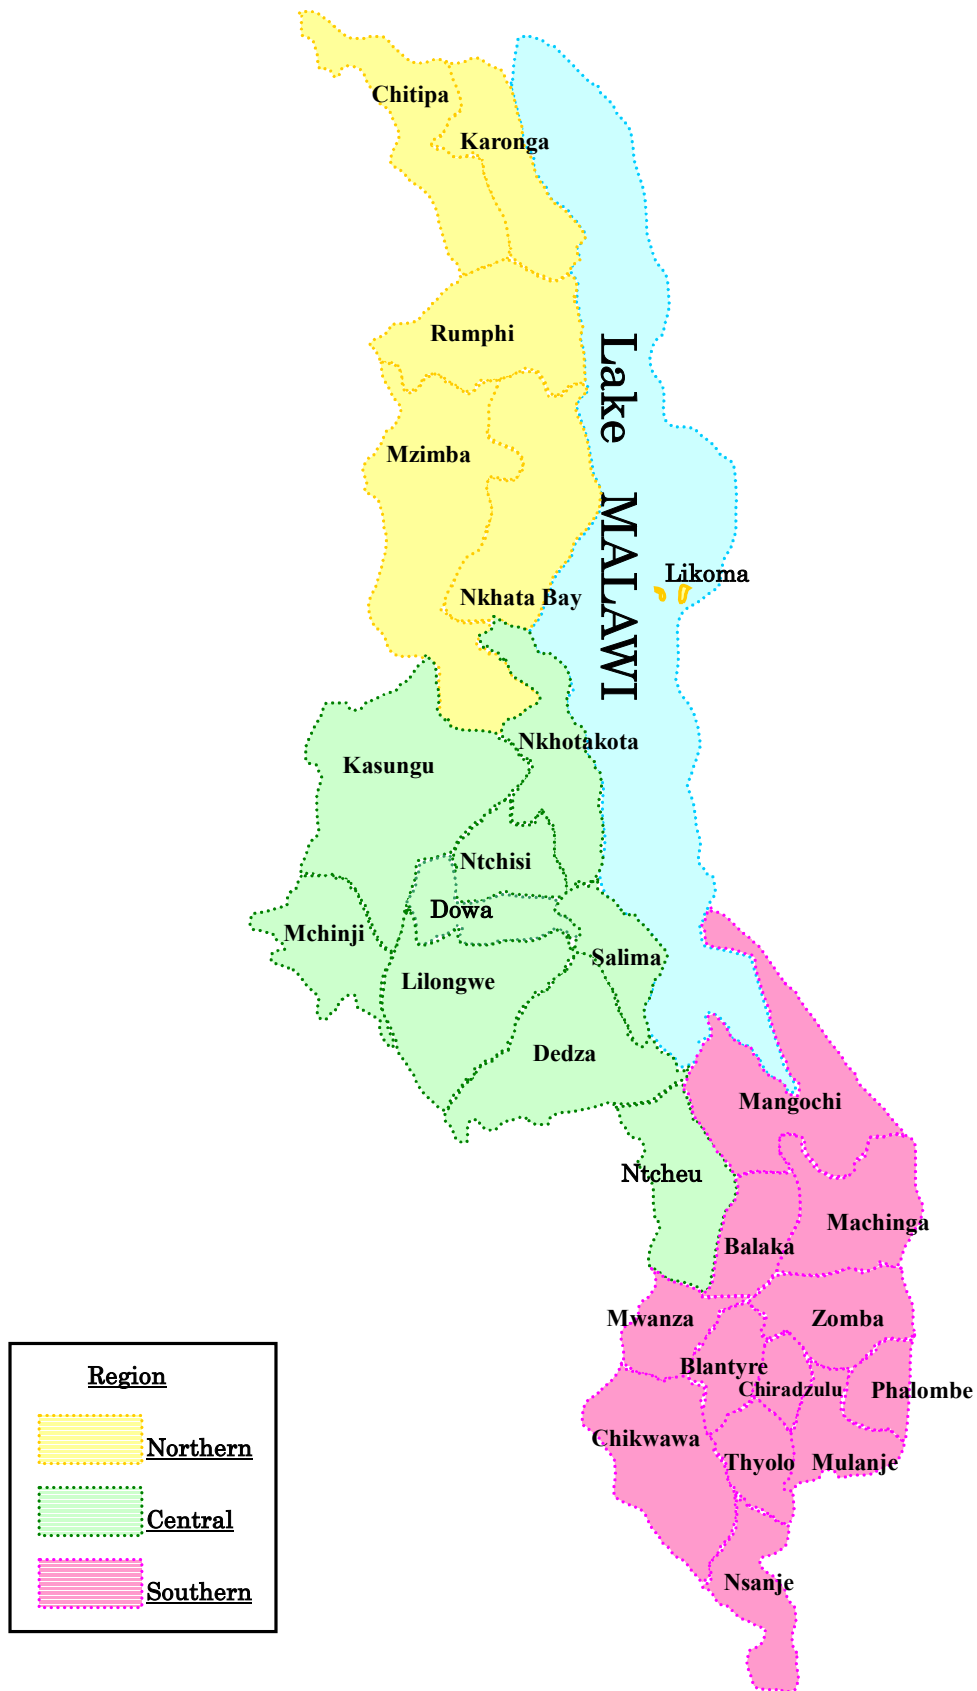 Chitipa
Karonga
Rumphi
Lake MALAWI
Mzimba
Likoma
Nkhata Bay
Nkhotakota
Kasungu
Ntchisi
Dowa
Mchinji
Salima
Lilongwe
Dedza
Mangochi
Ntcheu
Machinga
Balaka
Mwanza
Zomba
Blantyre
Chiradzulu
Phalombe
Chikwawa
Thyolo
Mulanje
Nsanje
Region
Northern
Central
Southern